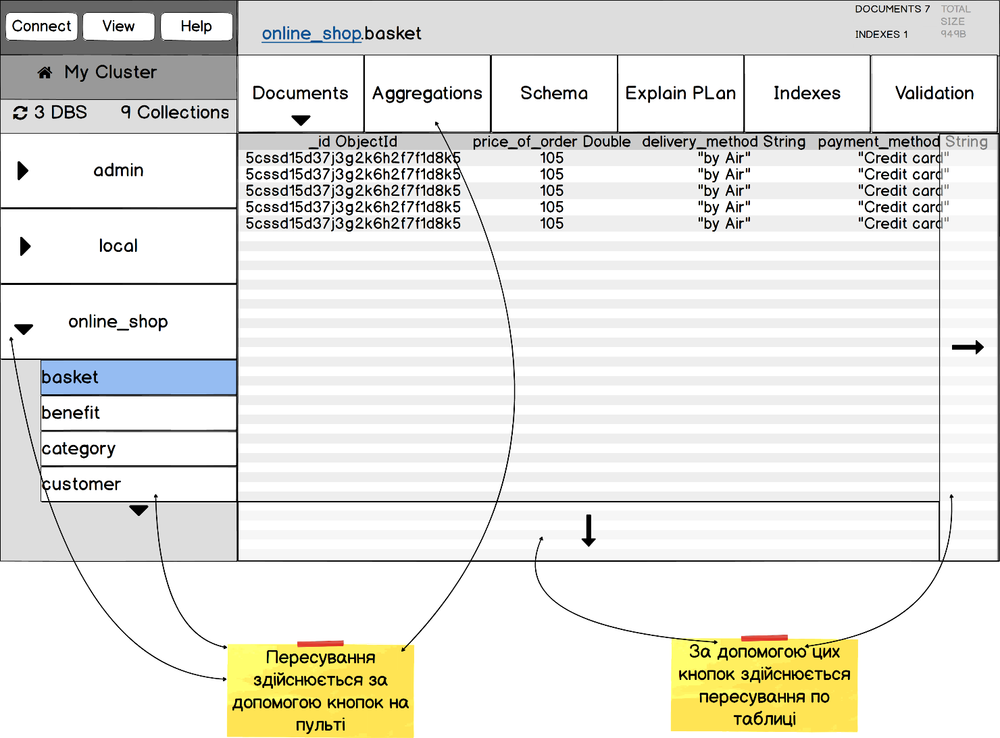 Connect View Help
online_shop.basket
DOCUMENTS 7 TOTAL
SIZE
INDEXES 1 949B
My Cluster
3 DBS 9 Collections
Documents Aggregations Schema Explain PLan Indexes Validation
_id ObjectId price_of_order Double delivery_method String payment_method String
5cssd15d37j3g2k6h2f7f1d8k5 105 "by Air" "Credit card"
5cssd15d37j3g2k6h2f7f1d8k5 105 "by Air" "Credit card"
5cssd15d37j3g2k6h2f7f1d8k5 105 "by Air" "Credit card"
5cssd15d37j3g2k6h2f7f1d8k5 105 "by Air" "Credit card"
5cssd15d37j3g2k6h2f7f1d8k5 105 "by Air" "Credit card"
admin
local
online_shop
basket
benefit
category
customer
Пересування
здійснюється за
допомогою кнопок на
пульті
За допомогою цих
кнопок здійснюється
пересування по
таблиці